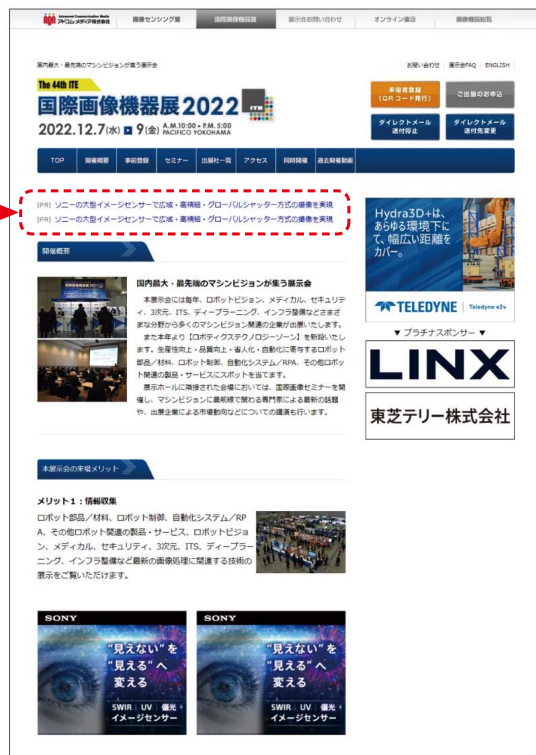 Advanced Communication Media
アドコム・メディア株式会社
画像センシング展
国際画像機器展
展示会お問い合わせ
オンライン書店
画像機器総覧
国内最大・最先端のマシンビジョンが集う展示会
お問い合わせ
展示会FAQ
ENGLISH
The 44th ITE
国際画像機器展2022
ITE
2022.12.7(水) ▶ 9(金) A.M.10:00 - P.M. 5:00
PACIFICO YOKOHAMA
来場者登録
(QRコード発行)
ご出展のお申込
ダイレクトメール
送付停止
ダイレクトメール
送付先変更
TOP
開催概要
事前登録
セミナー
出展社一覧
アクセス
同時開催
過去開催動画
[PR] ソニーの大型イメージセンサーで広域・高精細・グローバルシャッター方式の撮像を実現
[PR] ソニーの大型イメージセンサーで広域・高精細・グローバルシャッター方式の撮像を実現
開催概要
国内最大・最先端のマシンビジョンが集う展示会
本展示会には毎年、ロボットビジョン、メディカル、セキュリテ
ィ、3次元、ITS、ディープラーニング、インフラ整備などさまざ
まな分野から多くのマシンビジョン関連の企業が出展いたします。
また本年より【ロボティクステクノロジーゾーン】を新設いたし
ます。生産性向上・品質向上・省人化・自動化に寄与するロボット
部品/材料、ロボット制御、自動化システム/RPA、その他ロボッ
ト関連の製品・サービスにスポットを当てます。
展示ホールに隣接された会場においては、国際画像セミナーを開
催し、マシンビジョンに最前線で関わる専門家による最新の話題
や、出展企業による市場動向などについての講演も行います。
Hydra3D+は、
あらゆる環境下に
て、幅広い距離を
カバー。
TELEDYNE
Teledyne e2v
▼ プラチナスポンサー ▼
LINX
東芝テリー株式会社
本展示会の来場メリット
メリット1：情報収集
ロボット部品/材料、ロボット制御、自動化システム/RP
A、その他ロボット関連の製品・サービス、ロボットビジョ
ン、メディカル、セキュリティ、3次元、ITS、ディープラー
ニング、インフラ整備など最新の画像処理に関連する技術の
展示をご覧いただけます。
SONY
"見えない"を
"見える"へ
変える
SWIR UV 偏光
イメージセンサー
SONY
"見えない"を
"見える"へ
変える
SWIR UV 偏光
イメージセンサー